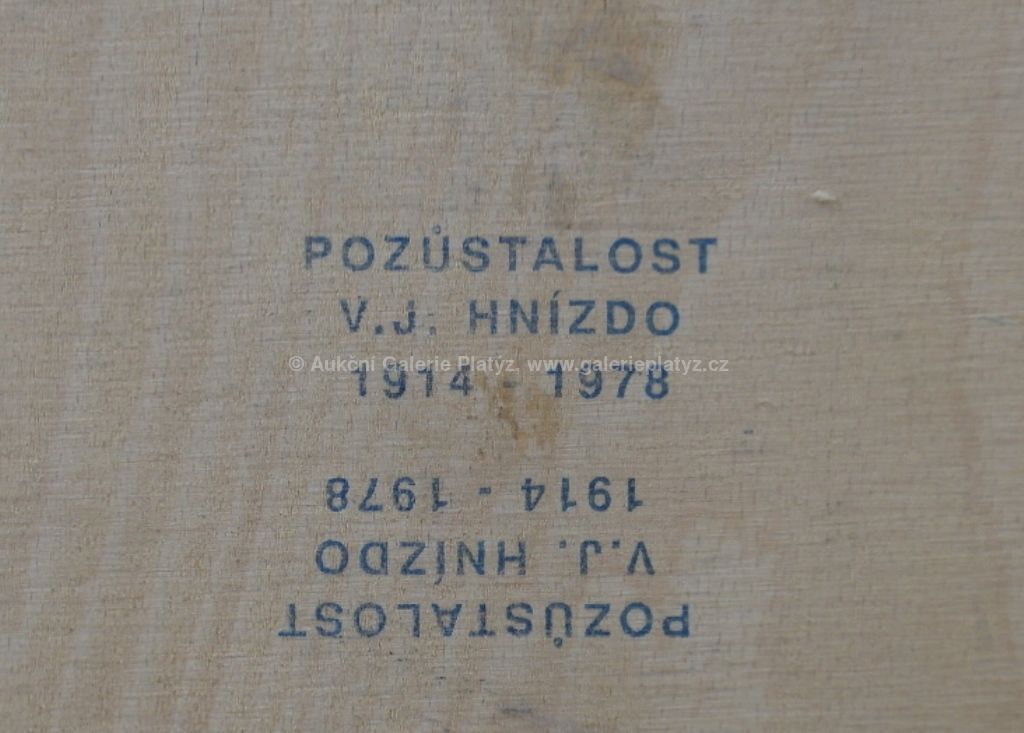 POZŮSTALOST
V.J. HNÍZDO
© Aukční Galerie Platýz, www.galerieplatyz.cz
1914 - 1978
1914 - 1978
V.J. HNÍZDO
POZŮSTALOST